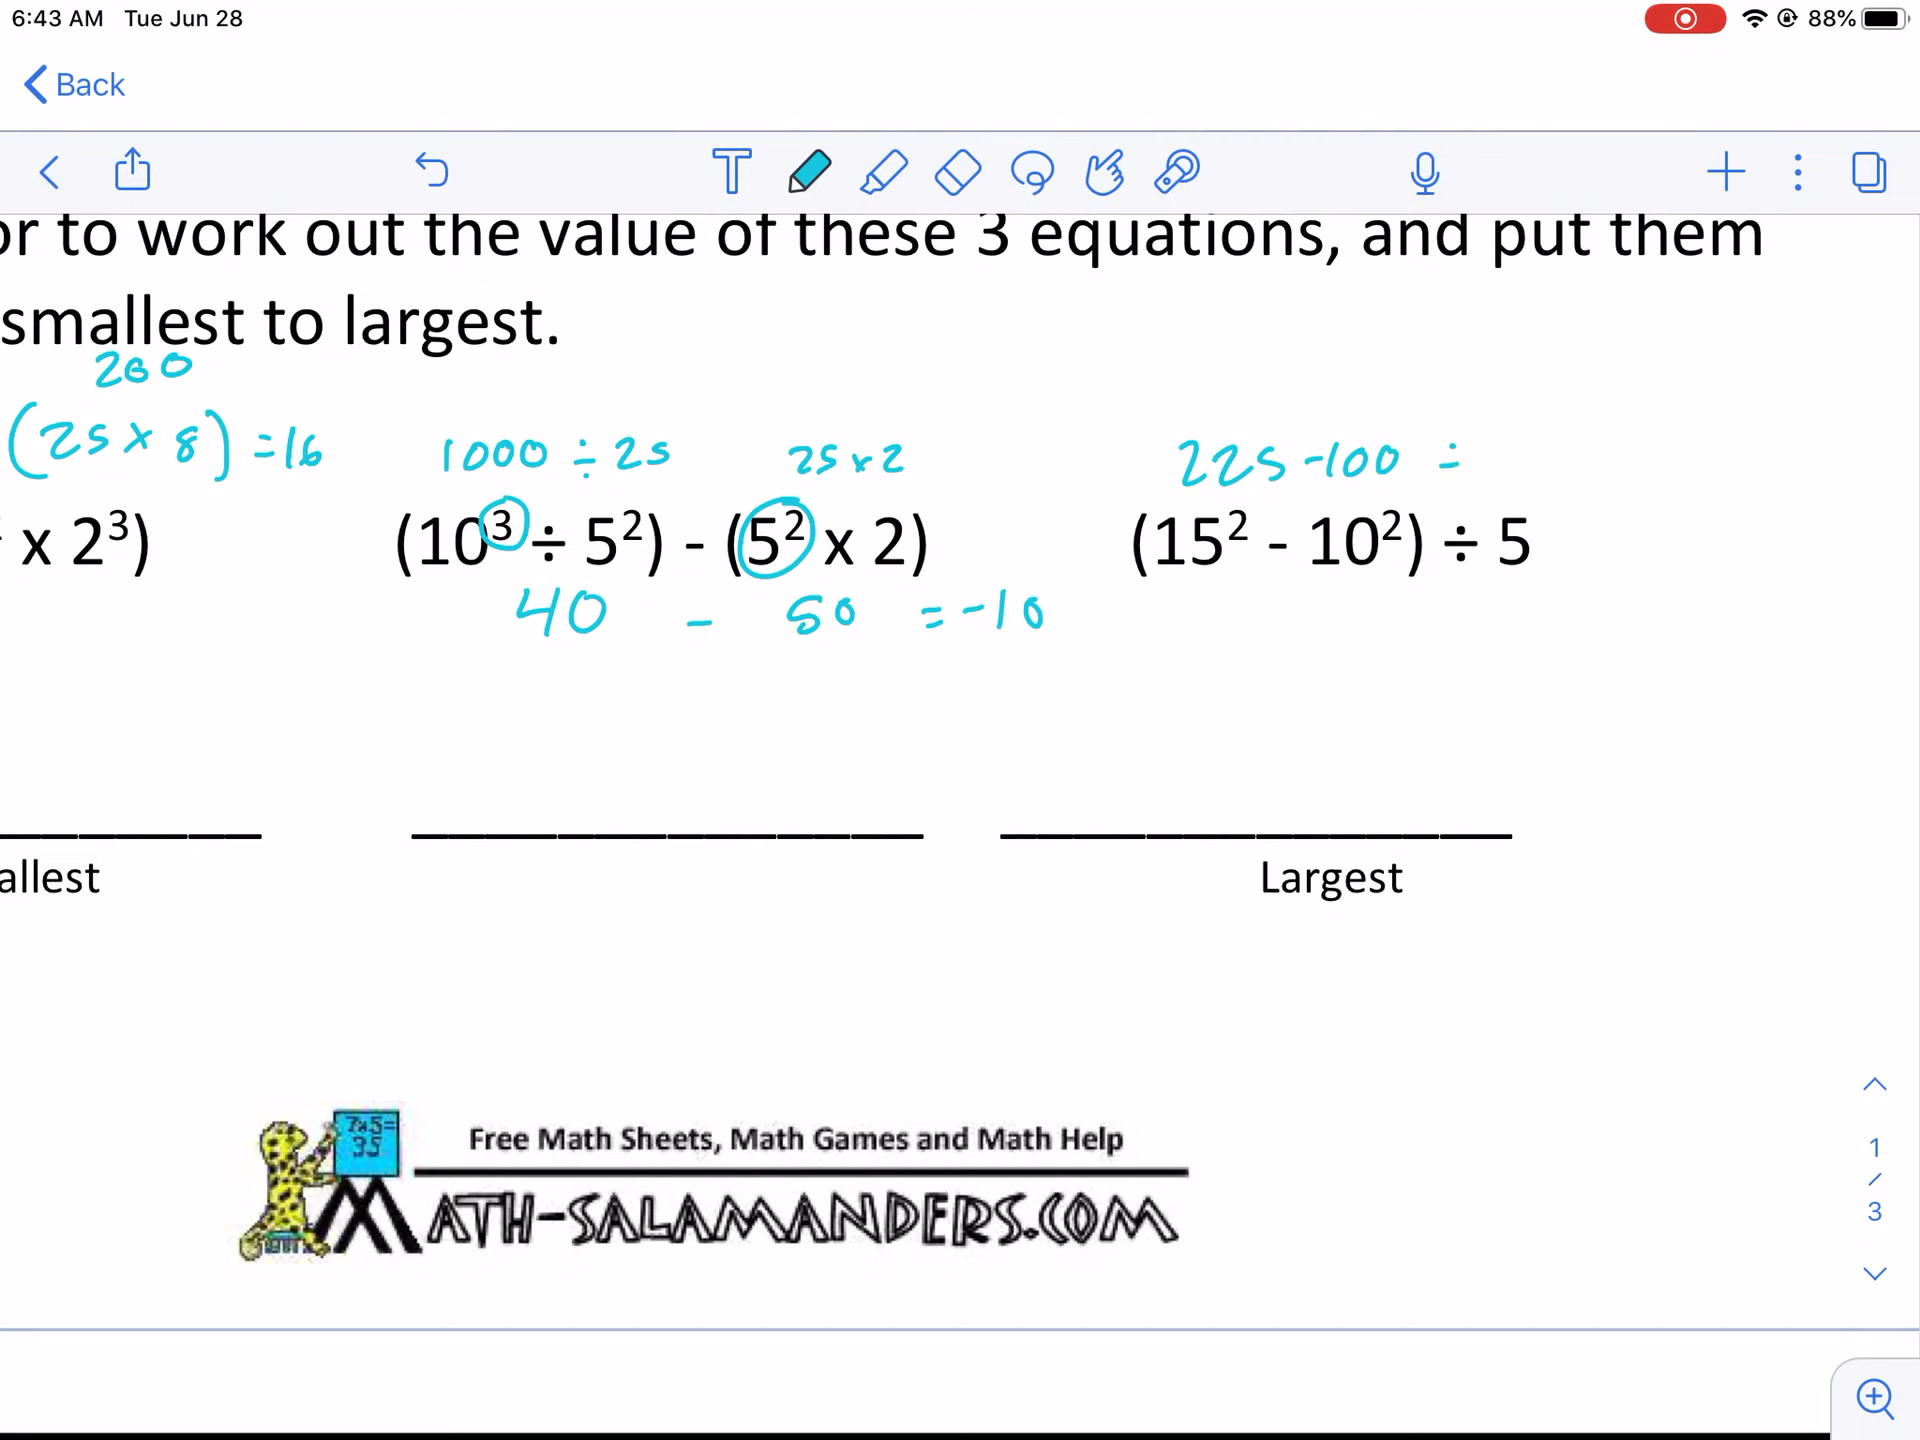 6:43 AM Tue Jun 28
88%
Back
or to work out the value of these 3 equations, and put them
smallest to largest.
200
(25 x 8) = 16
1000 ÷ 25
25 x 2
225 - 100 =
x 2³)
(10³ ÷ 5²) - (5² x 2)
(15² - 10²) ÷ 5
40 - 50 = -10
allest
Largest
7x5=
35
Free Math Sheets, Math Games and Math Help
MATH-SALAMANDERS.COM
1
/
3